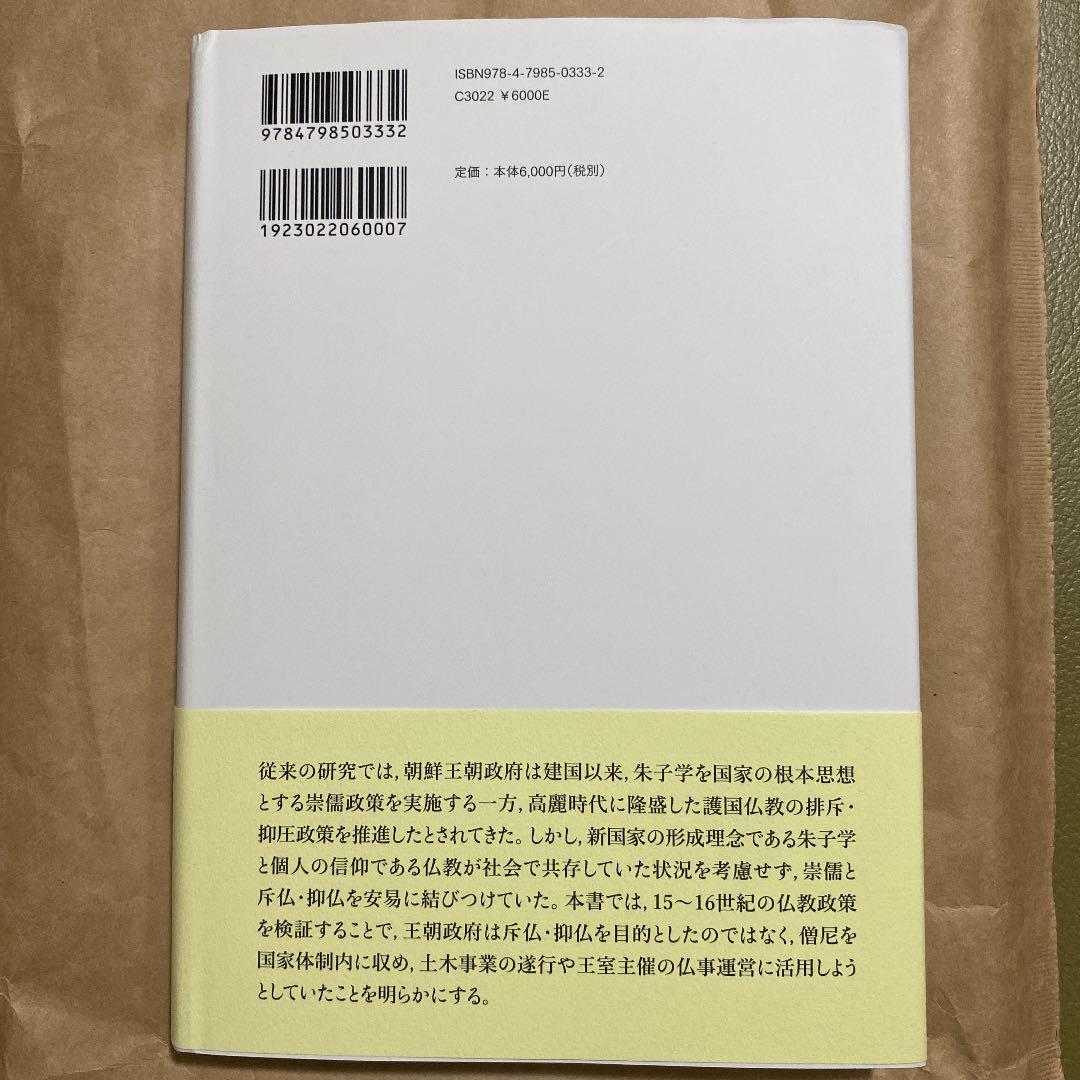 ISBN978-4-7985-0333-2
C3022 ¥6000E
9784798503332
定価：本体6,000円(税別)
1923022060007
従来の研究では，朝鮮王朝政府は建国以来，朱子学を国家の根本思想
とする崇儒政策を実施する一方，高麗時代に隆盛した護国仏教の排斥・
抑圧政策を推進したとされてきた。しかし，新国家の形成理念である朱子学
と個人の信仰である仏教が社会で共存していた状況を考慮せず，崇儒と
斥仏・抑仏を安易に結びつけていた。本書では，15～16世紀の仏教政策
を検証することで，王朝政府は斥仏・抑仏を目的としたのではなく，僧尼を
国家体制内に収め，土木事業の遂行や王室主催の仏事運営に活用しよう
としていたことを明らかにする。